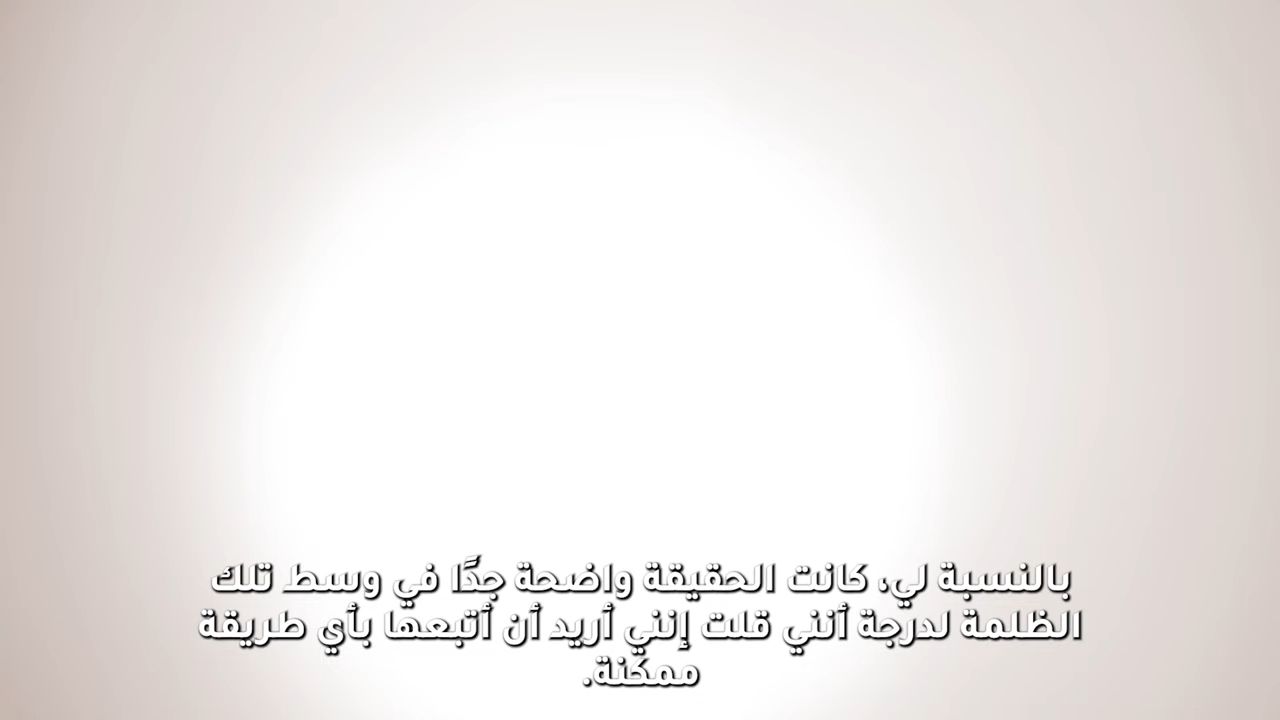 بالنسبة لي، كانت الحقيقة واضحة جدًا في وسط تلك
الظلمة لدرجة أنني قلت إنني أريد أن أتبعها بأي طريقة
ممكنة.